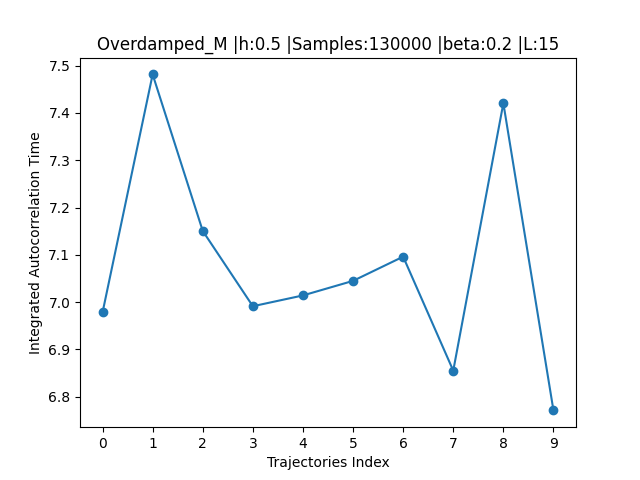 Overdamped_M |h:0.5 |Samples:130000 |beta:0.2 |L:15
Integrated Autocorrelation Time
7.5
7.4
7.3
7.2
7.1
7.0
6.9
6.8
0 1 2 3 4 5 6 7 8 9
Trajectories Index